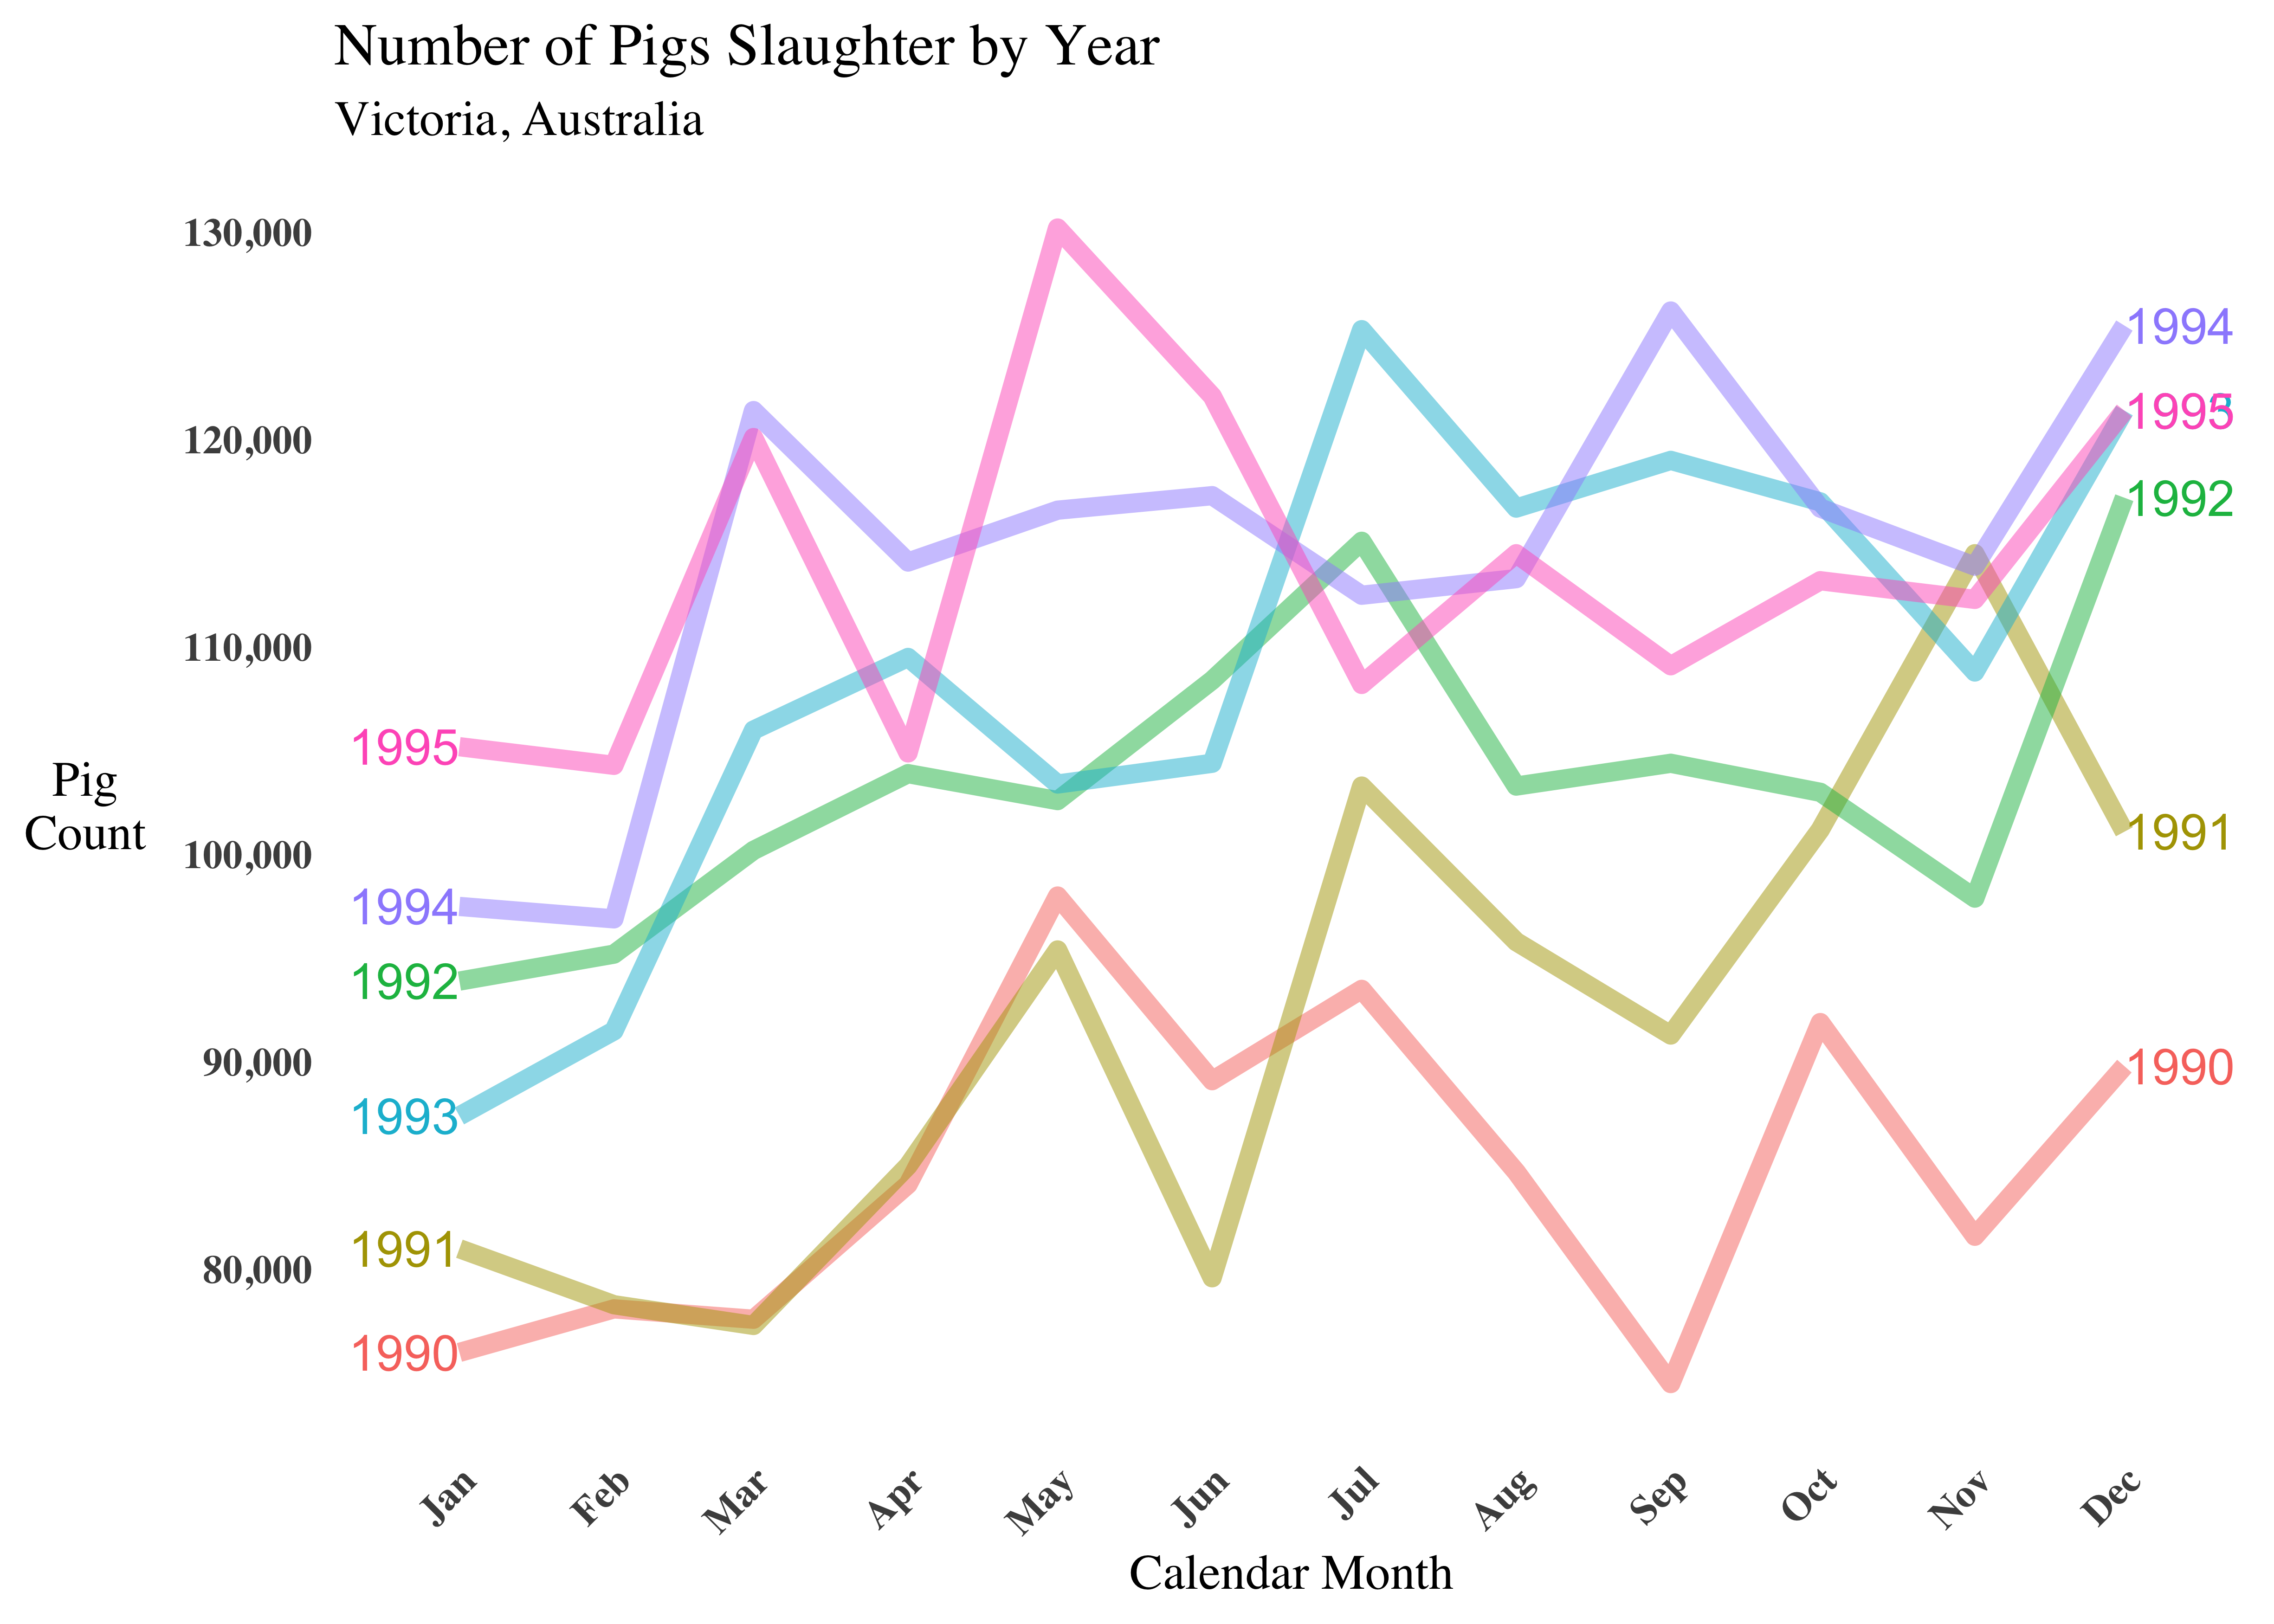 Number of Pigs Slaughter by Year
Victoria, Australia
130,000
1994
1995
120,000
1992
110,000
1995
Pig
Count
1991
100,000
1994
1992
90,000
1990
1993
1991
80,000
1990
Jan
Feb
Mar
Apr
May
Jun
Jul
Aug
Sep
Oct
Nov
Dec
Calendar Month